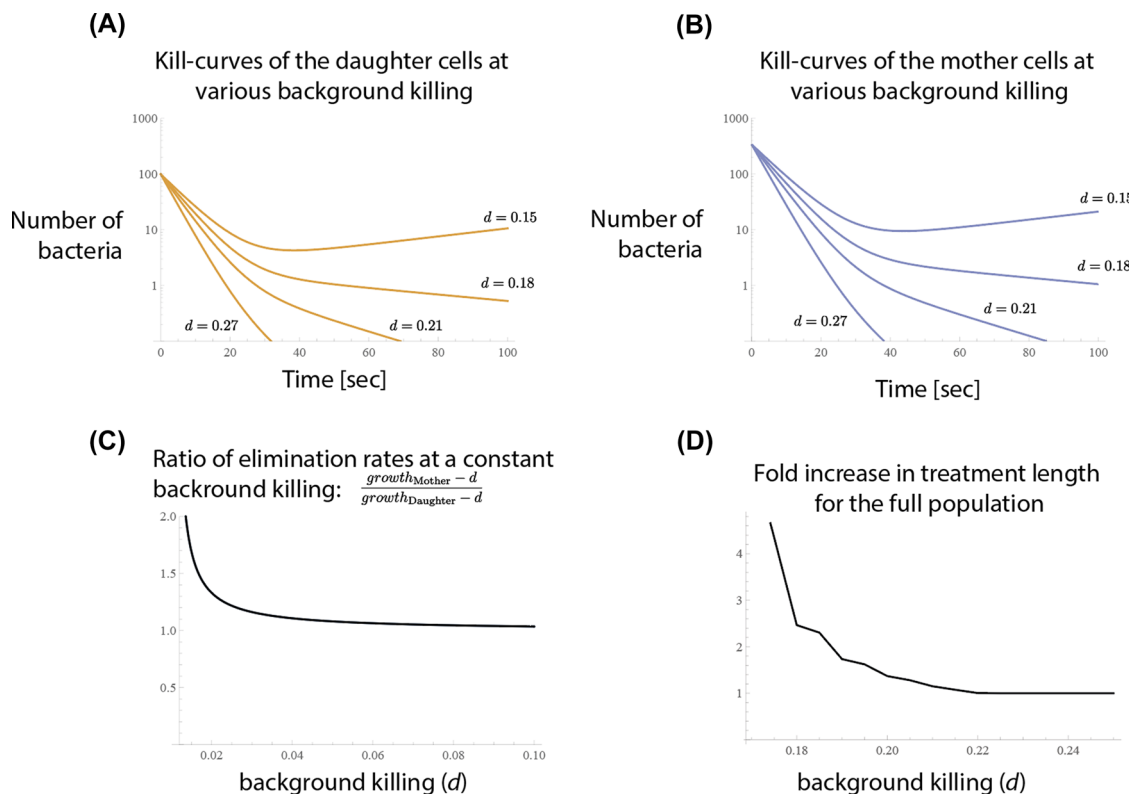 (A)
Kill-curves of the daughter cells at
various background killing
1000
100
10
1
Number of
bacteria
d = 0.15
d = 0.18
d = 0.27
d = 0.21
0 20 40 60 80 100
Time [sec]
(B)
Kill-curves of the mother cells at
various background killing
1000
100
10
1
Number of
bacteria
d = 0.15
d = 0.18
d = 0.27
d = 0.21
0 20 40 60 80 100
Time [sec]
(C)
Ratio of elimination rates at a constant
backround killing: growthMother − d
growthDaughter − d
2.0
1.5
1.0
0.5
0.02 0.04 0.06 0.08 0.10
background killing (d)
(D)
Fold increase in treatment length
for the full population
4
3
2
1
0.18 0.20 0.22 0.24
background killing (d)